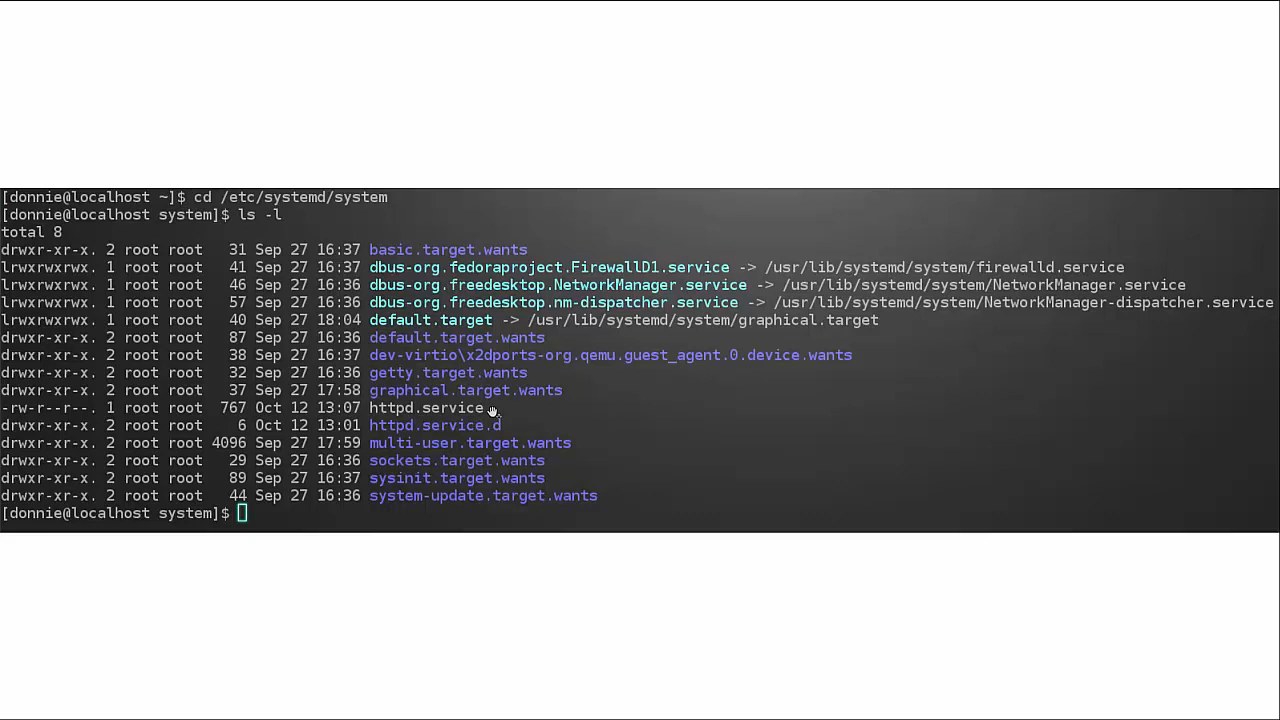 [donnie@localhost ~]$ cd /etc/systemd/system
[donnie@localhost system]$ ls -l
total 8
drwxr-xr-x. 2 root root   31 Sep 27 16:37 basic.target.wants
lrwxrwxrwx. 1 root root   41 Sep 27 16:37 dbus-org.fedoraproject.FirewallD1.service -> /usr/lib/systemd/system/firewalld.service
lrwxrwxrwx. 1 root root   46 Sep 27 16:36 dbus-org.freedesktop.NetworkManager.service -> /usr/lib/systemd/system/NetworkManager.service
lrwxrwxrwx. 1 root root   57 Sep 27 16:36 dbus-org.freedesktop.nm-dispatcher.service -> /usr/lib/systemd/system/NetworkManager-dispatcher.service
lrwxrwxrwx. 1 root root   40 Sep 27 18:04 default.target -> /usr/lib/systemd/system/graphical.target
drwxr-xr-x. 2 root root   87 Sep 27 16:36 default.target.wants
drwxr-xr-x. 2 root root   38 Sep 27 16:37 dev-virtio\x2dports-org.qemu.guest_agent.0.device.wants
drwxr-xr-x. 2 root root   32 Sep 27 16:36 getty.target.wants
drwxr-xr-x. 2 root root   37 Sep 27 17:58 graphical.target.wants
-rw-r--r--. 1 root root  767 Oct 12 13:07 httpd.service
drwxr-xr-x. 2 root root    6 Oct 12 13:01 httpd.service.d
drwxr-xr-x. 2 root root 4096 Sep 27 17:59 multi-user.target.wants
drwxr-xr-x. 2 root root   29 Sep 27 16:36 sockets.target.wants
drwxr-xr-x. 2 root root   89 Sep 27 16:37 sysinit.target.wants
drwxr-xr-x. 2 root root   44 Sep 27 16:36 system-update.target.wants
[donnie@localhost system]$